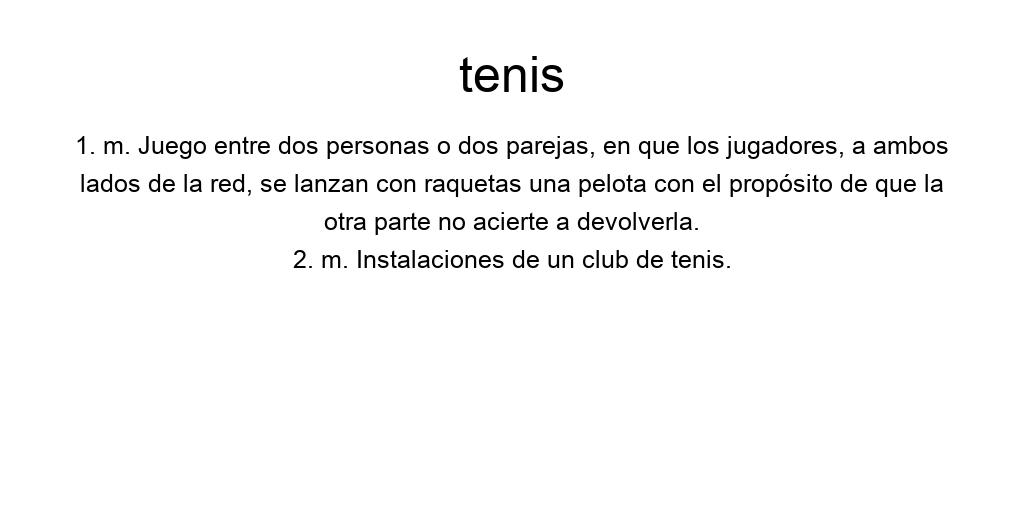 tenis
1. m. Juego entre dos personas o dos parejas, en que los jugadores, a ambos
lados de la red, se lanzan con raquetas una pelota con el propósito de que la
otra parte no acierte a devolverla.
2. m. Instalaciones de un club de tenis.